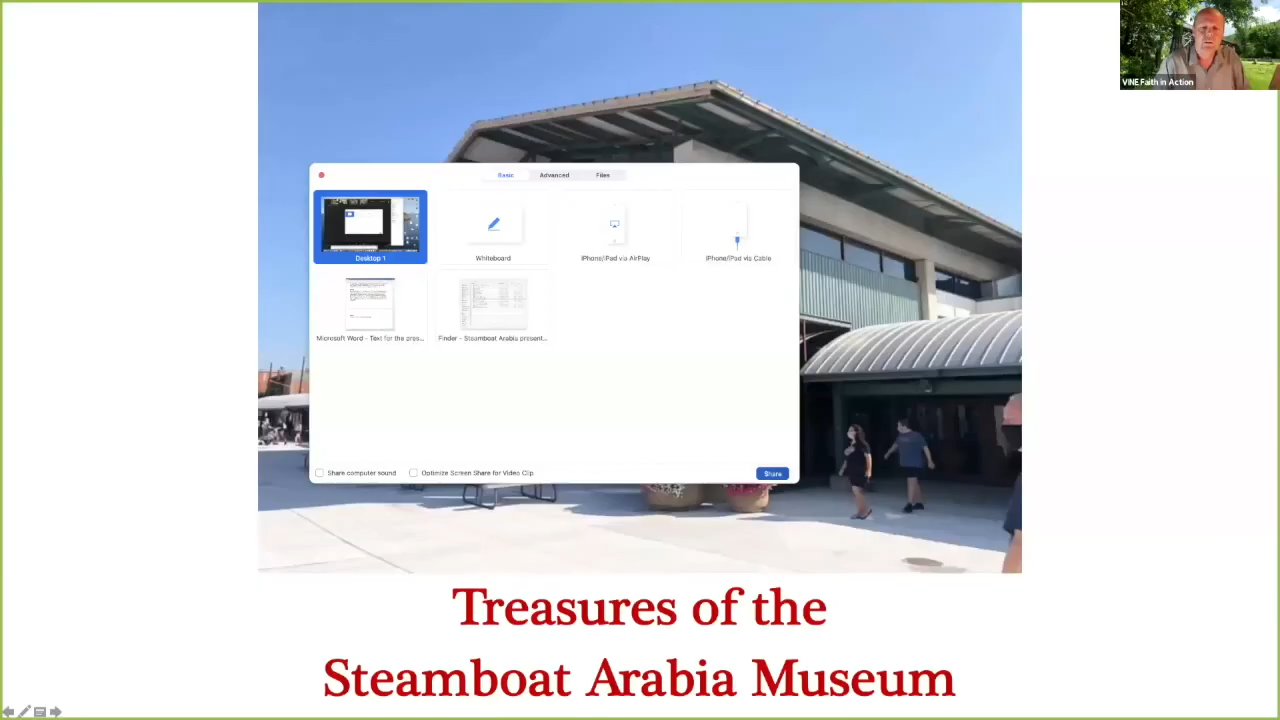 VINE Faith in Action
Basic Advanced Files
Desktop 1
Whiteboard
iPhone/iPad via AirPlay
iPhone/iPad via Cable
Microsoft Word - Text for the pres...
Finder - Steamboat Arabia present...
Share computer sound
Optimize Screen Share for Video Clip
Share
Treasures of the
Steamboat Arabia Museum